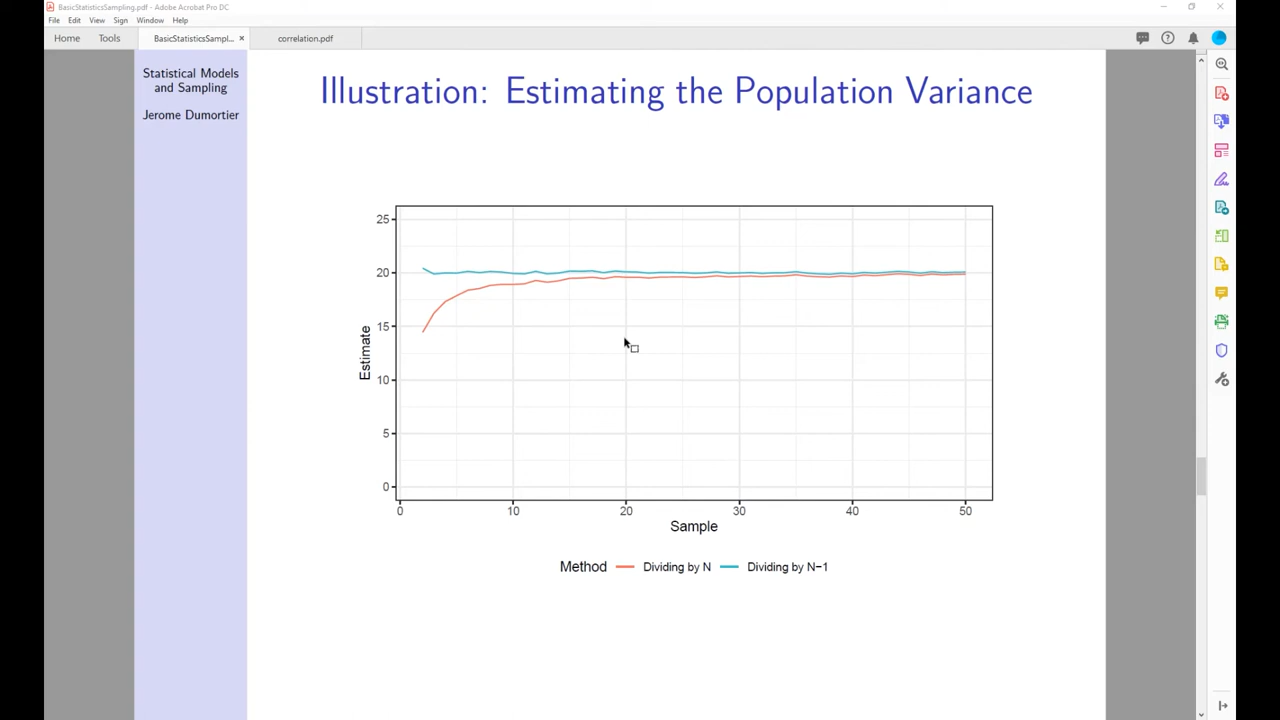 BasicStatisticsSampling.pdf - Adobe Acrobat Pro DC
File Edit View Sign Window Help
Home Tools BasicStatisticsSampl... × correlation.pdf
Statistical Models
and Sampling
Jerome Dumortier
Illustration: Estimating the Population Variance
25
20
15
10
5
0
Estimate
0 10 20 30 40 50
Sample
Method Dividing by N Dividing by N−1